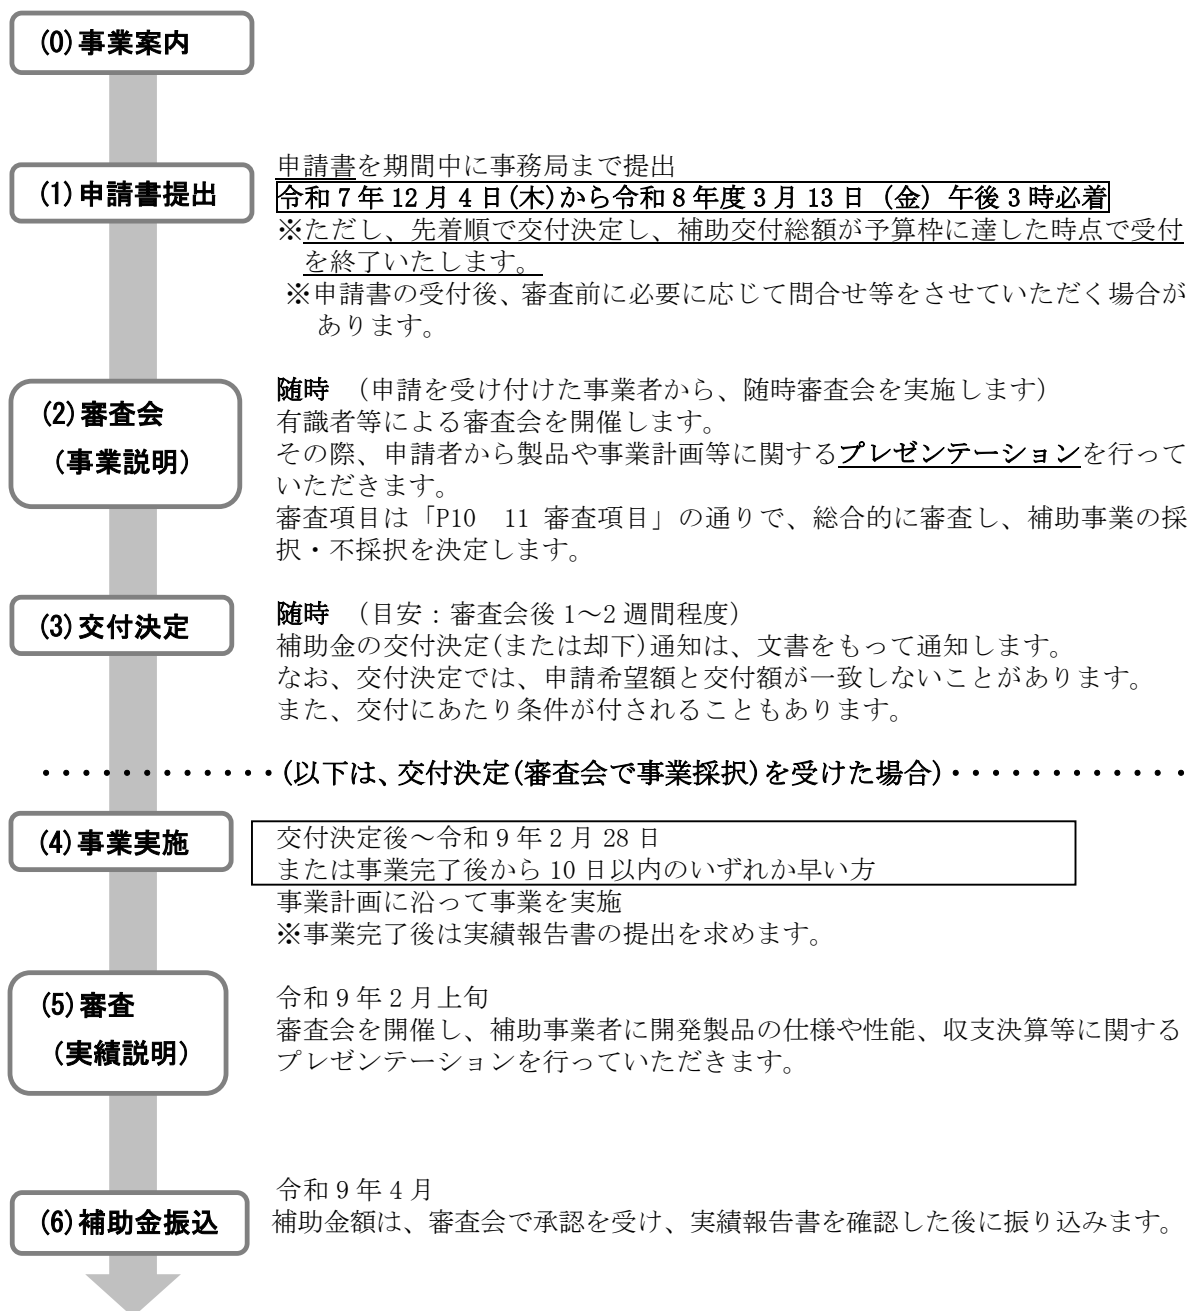 (0)事業案内
(1)申請書提出
申請書を期間中に事務局まで提出
令和7年12月4日(木)から令和8年度3月13日（金）午後3時必着
※ただし、先着順で交付決定し、補助交付総額が予算枠に達した時点で受付
を終了いたします。
※申請書の受付後、審査前に必要に応じて問合せ等をさせていただく場合が
あります。
(2)審査会
（事業説明）
随時　（申請を受け付けた事業者から、随時審査会を実施します）
有識者等による審査会を開催します。
その際、申請者から製品や事業計画等に関するプレゼンテーションを行って
いただきます。
審査項目は「P10　11 審査項目」の通りで、総合的に審査し、補助事業の採
択・不採択を決定します。
(3)交付決定
随時　（目安：審査会後1～2週間程度）
補助金の交付決定(または却下)通知は、文書をもって通知します。
なお、交付決定では、申請希望額と交付額が一致しないことがあります。
また、交付にあたり条件が付されることもあります。
・・・・・・・・・・・・(以下は、交付決定(審査会で事業採択)を受けた場合)・・・・・・・・・・・・
(4)事業実施
交付決定後～令和9年2月28日
または事業完了後から10日以内のいずれか早い方
事業計画に沿って事業を実施
※事業完了後は実績報告書の提出を求めます。
(5)審査
（実績説明）
令和9年2月上旬
審査会を開催し、補助事業者に開発製品の仕様や性能、収支決算等に関する
プレゼンテーションを行っていただきます。
(6)補助金振込
令和9年4月
補助金額は、審査会で承認を受け、実績報告書を確認した後に振り込みます。